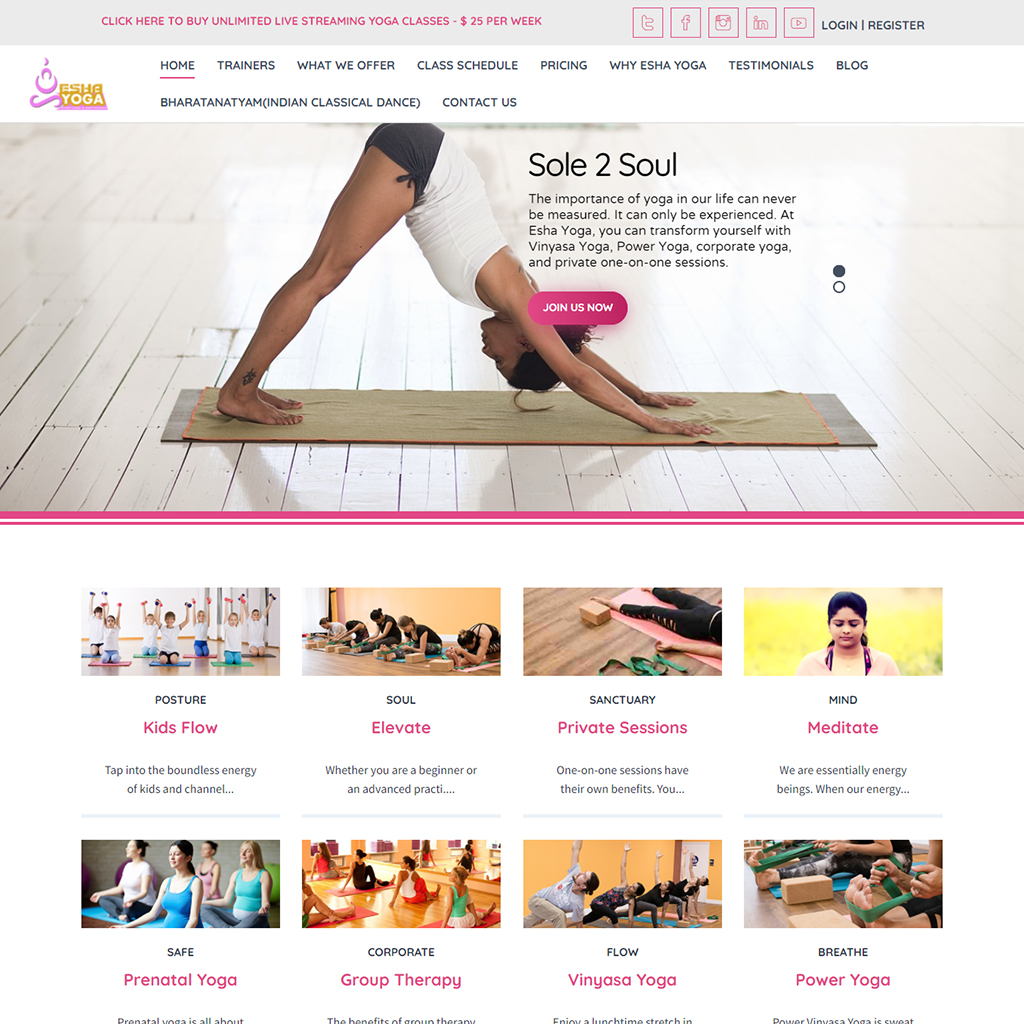 CLICK HERE TO BUY UNLIMITED LIVE STREAMING YOGA CLASSES - $ 25 PER WEEK
LOGIN | REGISTER
ESHA
YOGA
HOME TRAINERS WHAT WE OFFER CLASS SCHEDULE PRICING WHY ESHA YOGA TESTIMONIALS BLOG
BHARATANATYAM(INDIAN CLASSICAL DANCE) CONTACT US
Sole 2 Soul
The importance of yoga in our life can never
be measured. It can only be experienced. At
Esha Yoga, you can transform yourself with
Vinyasa Yoga, Power Yoga, corporate yoga,
and private one-on-one sessions.
JOIN US NOW
POSTURE
Kids Flow
Tap into the boundless energy
of kids and channel...
SOUL
Elevate
Whether you are a beginner or
an advanced practi....
SANCTUARY
Private Sessions
One-on-one sessions have
their own benefits. You...
MIND
Meditate
We are essentially energy
beings. When our energy...
SAFE
Prenatal Yoga
Prenatal yoga is all about
CORPORATE
Group Therapy
The benefits of group therapy
FLOW
Vinyasa Yoga
Enjoy a lunchtime stretch in
BREATHE
Power Yoga
Power Vinyasa Yoga is sweat